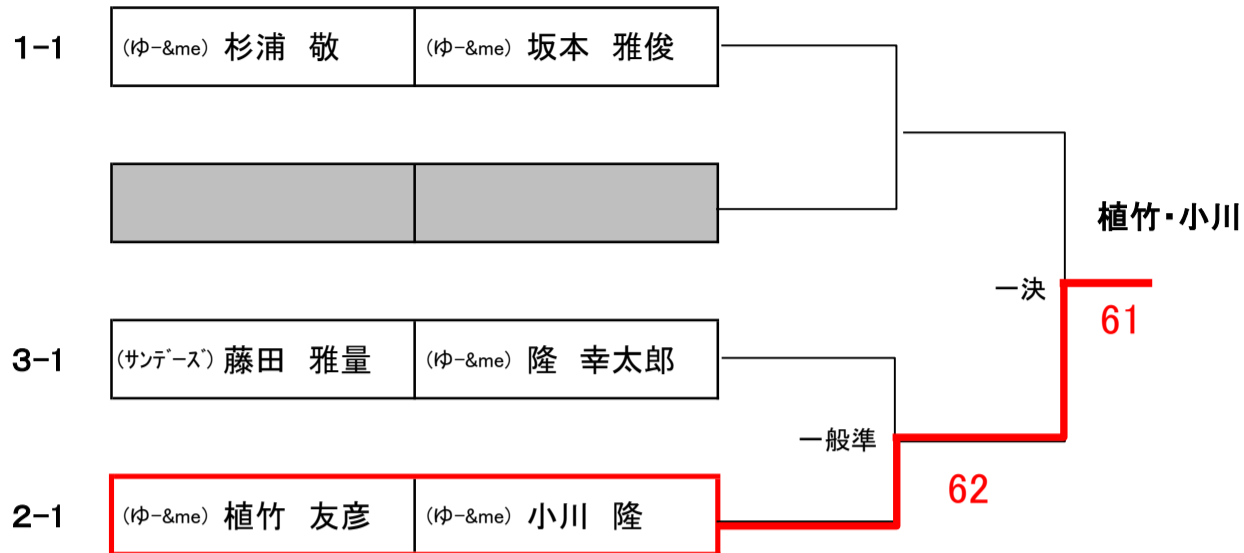 1-1 (ゆ-&me) 杉浦 敬 (ゆ-&me) 坂本 雅俊
植竹・小川
一決
61
3-1 (サンデーズ) 藤田 雅量 (ゆ-&me) 隆 幸太郎
一般準
62
2-1 (ゆ-&me) 植竹 友彦 (ゆ-&me) 小川 隆